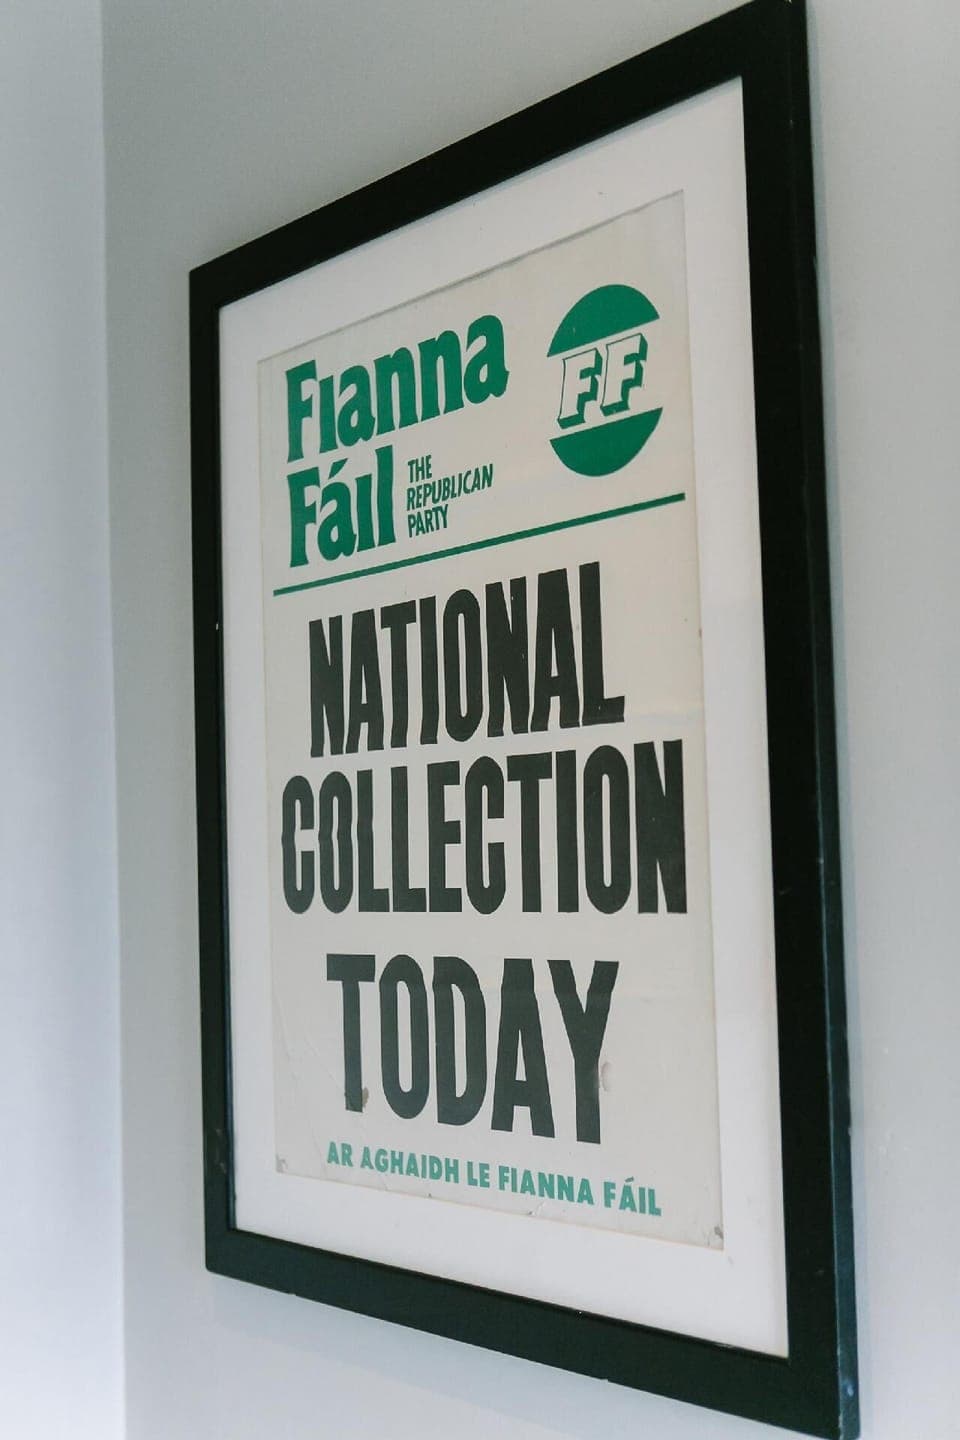 Fianna
Fáil
THE
REPUBLICAN
PARTY
FF
NATIONAL
COLLECTION
TODAY
AR AGHAIDH LE FIANNA FÁIL